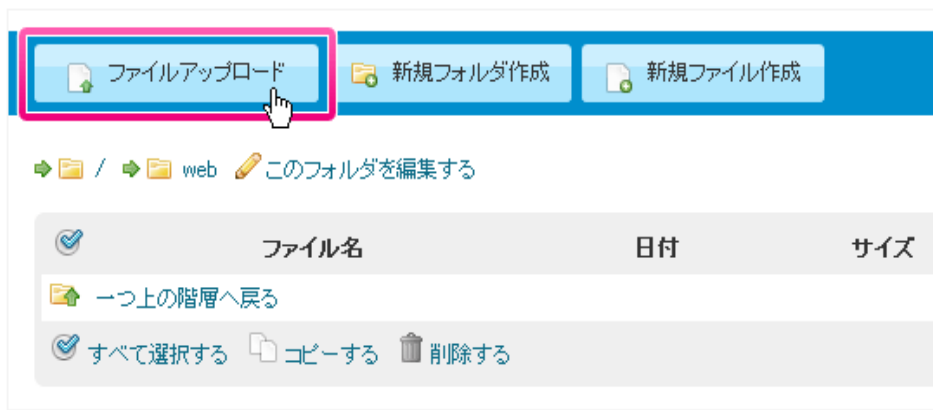 ファイルアップロード 新規フォルダ作成 新規ファイル作成
/ web このフォルダを編集する
ファイル名 日付 サイズ
一つ上の階層へ戻る
すべて選択する コピーする 削除する